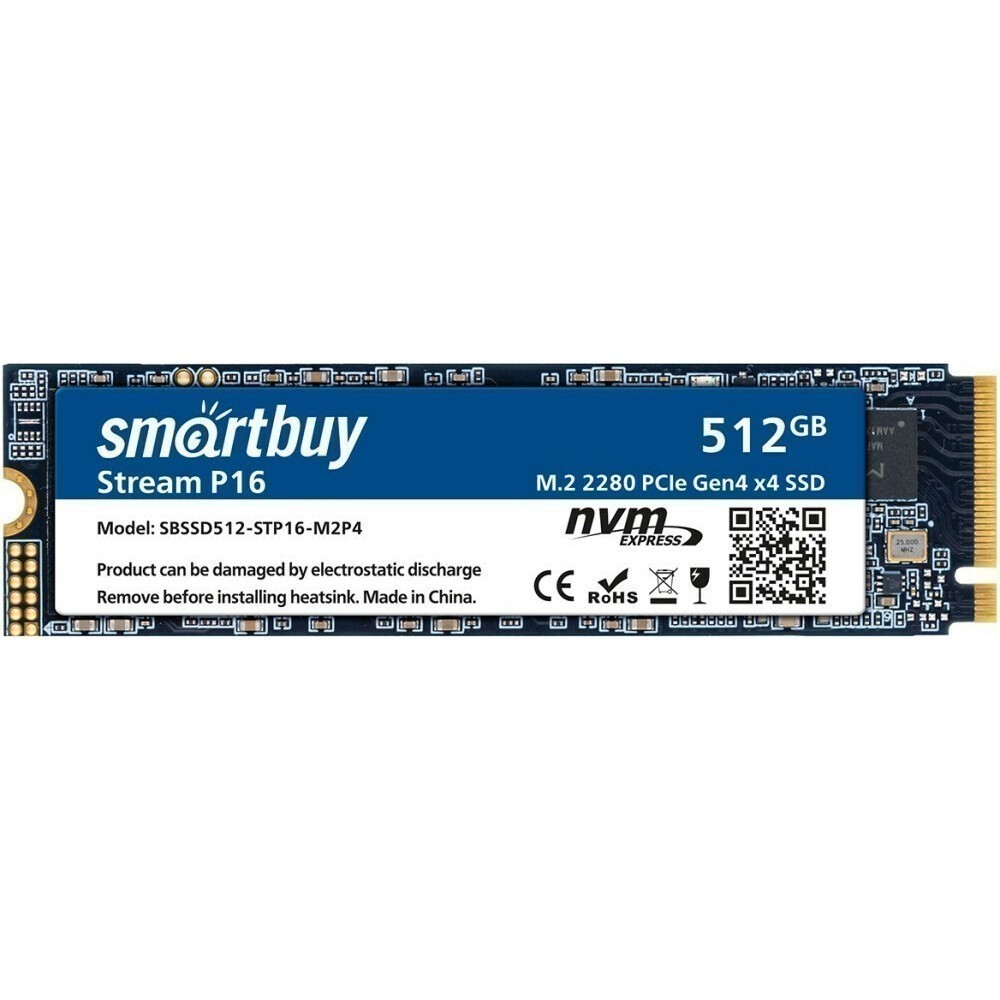 smartbuy
Stream P16
512GB
M.2 2280 PCIe Gen4 x4 SSD
Model: SBSSD512-STP16-M2P4
nvm
EXPRESS
Product can be damaged by electrostatic discharge
Remove before installing heatsink. Made in China.
CE
RoHS
25.000
MHZ
A
1